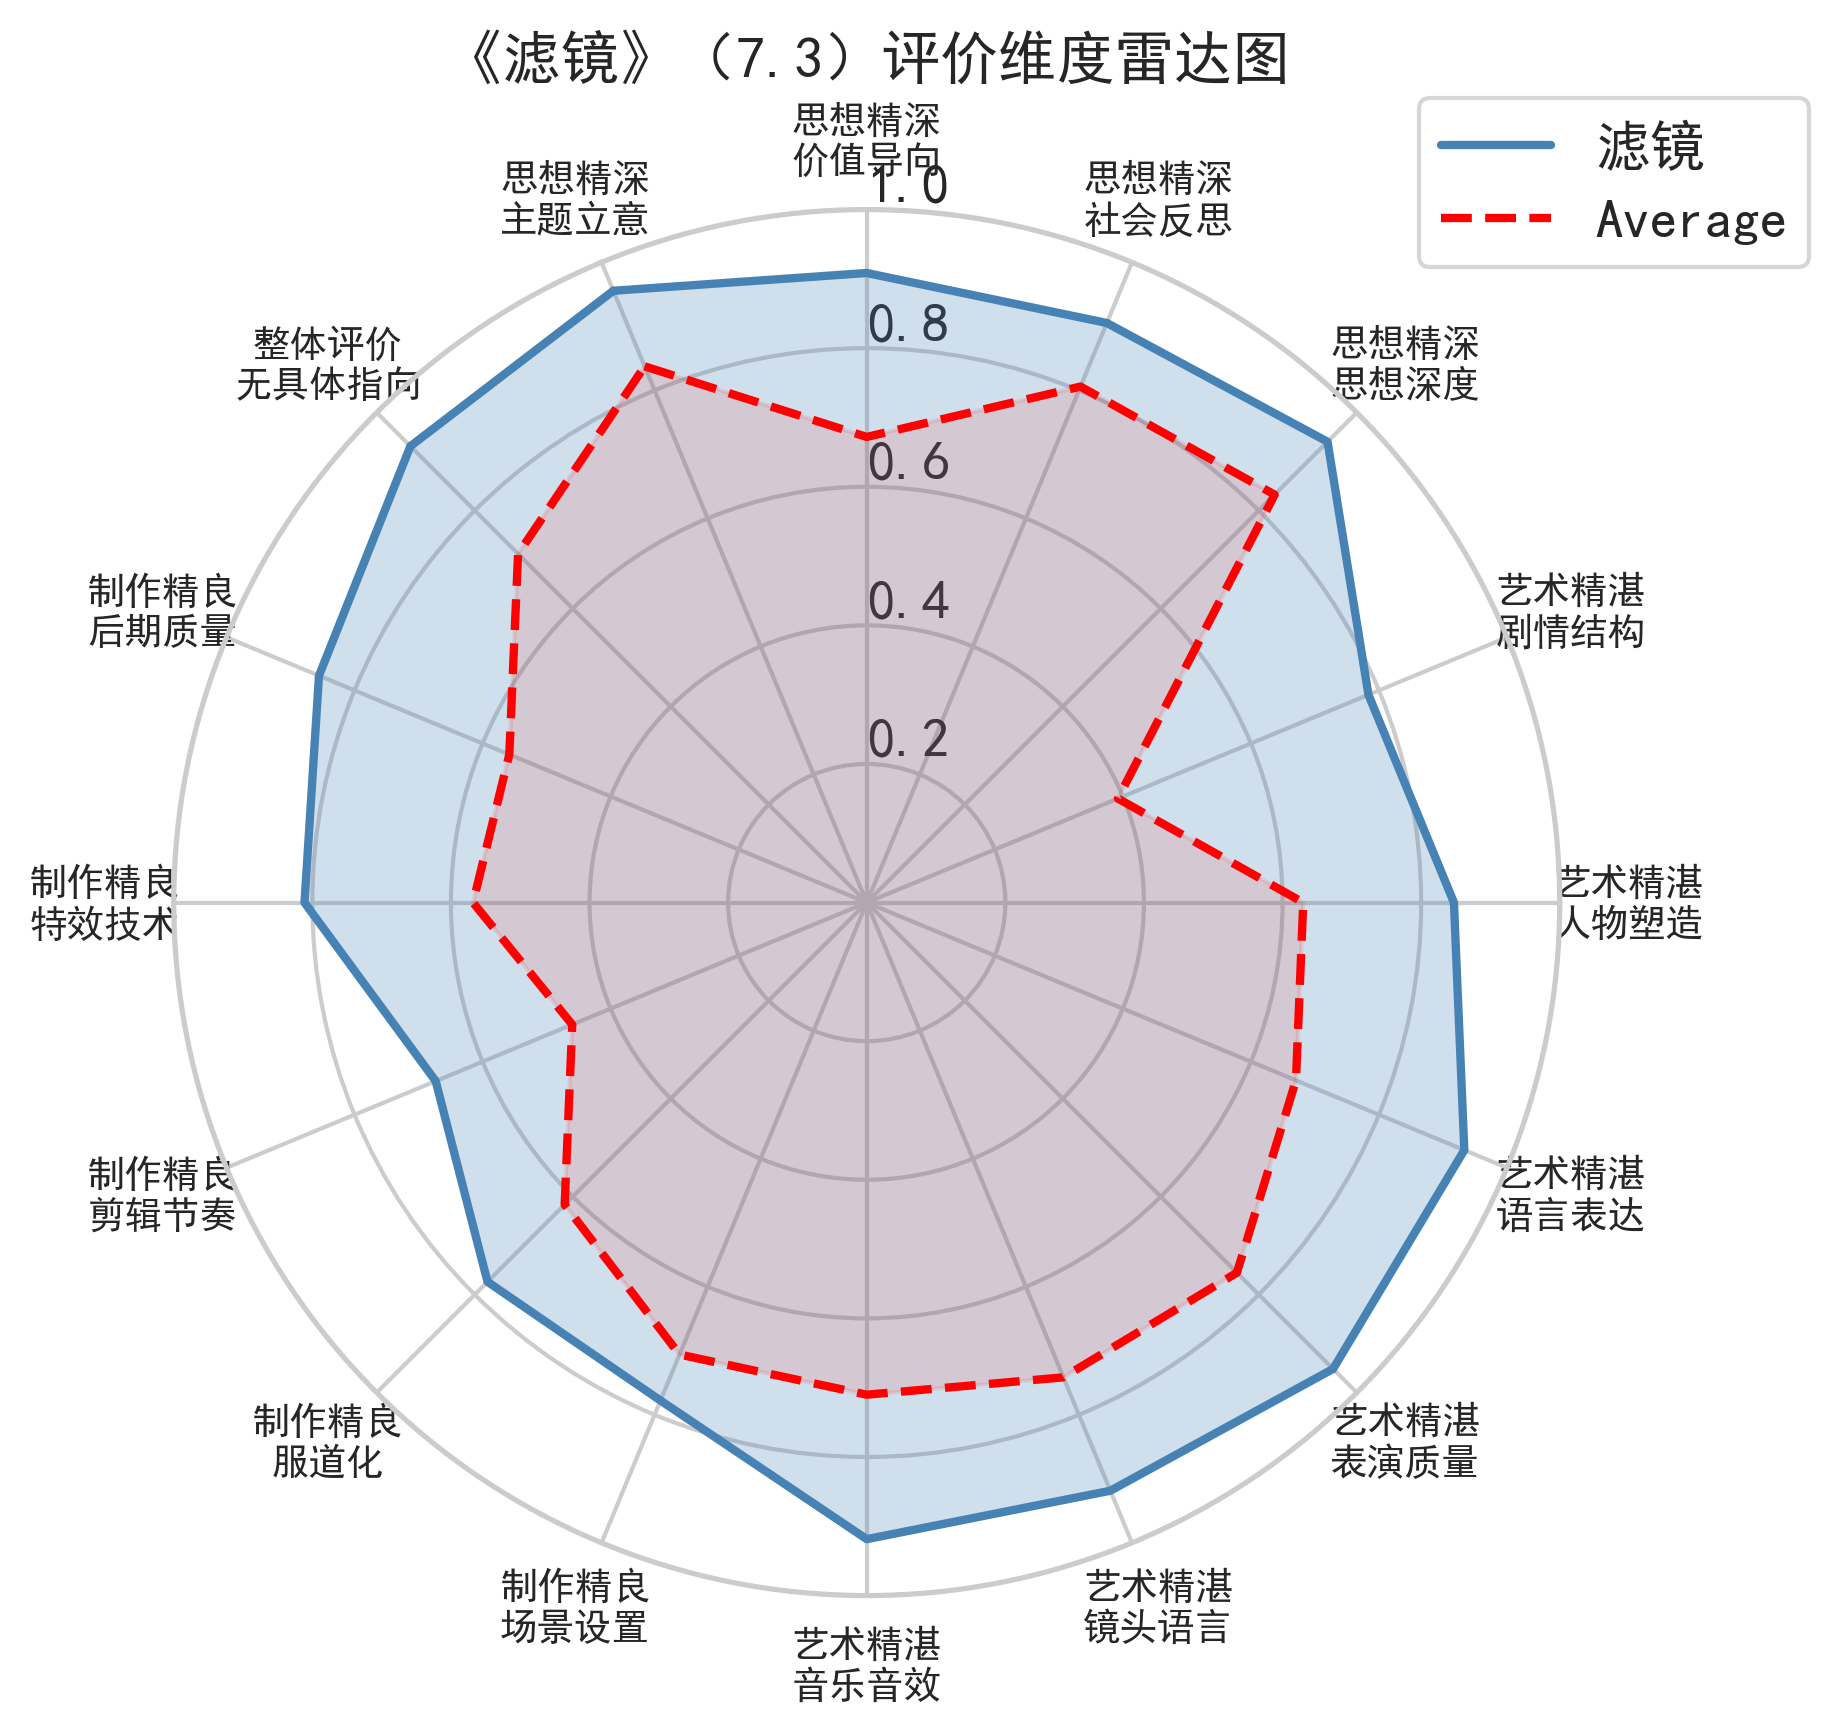 《滤镜》（7.3）评价维度雷达图
滤镜
Average
思想精深
价值导向
思想精深
社会反思
思想精深
思想深度
艺术精湛
剧情结构
艺术精湛
人物塑造
艺术精湛
语言表达
艺术精湛
表演质量
艺术精湛
镜头语言
艺术精湛
音乐音效
制作精良
场景设置
制作精良
服道化
制作精良
剪辑节奏
制作精良
特效技术
制作精良
后期质量
整体评价
无具体指向
思想精深
主题立意
1.0
0.8
0.6
0.4
0.2